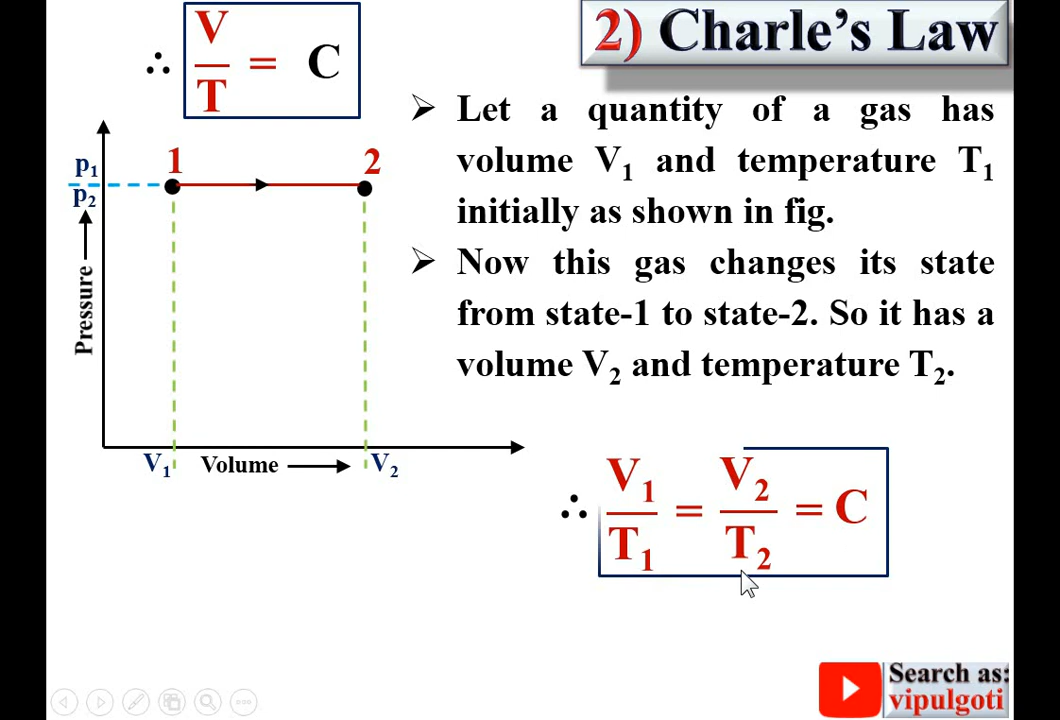 2) Charle's Law
∴ V/T = C
➢ Let a quantity of a gas has
volume V₁ and temperature T₁
initially as shown in fig.
➢ Now this gas changes its state
from state-1 to state-2. So it has a
volume V₂ and temperature T₂.
p₁
p₂
1
2
Pressure
V₁
Volume
V₂
∴ V₁/T₁ = V₂/T₂ = C
Search as:
vipulgoti